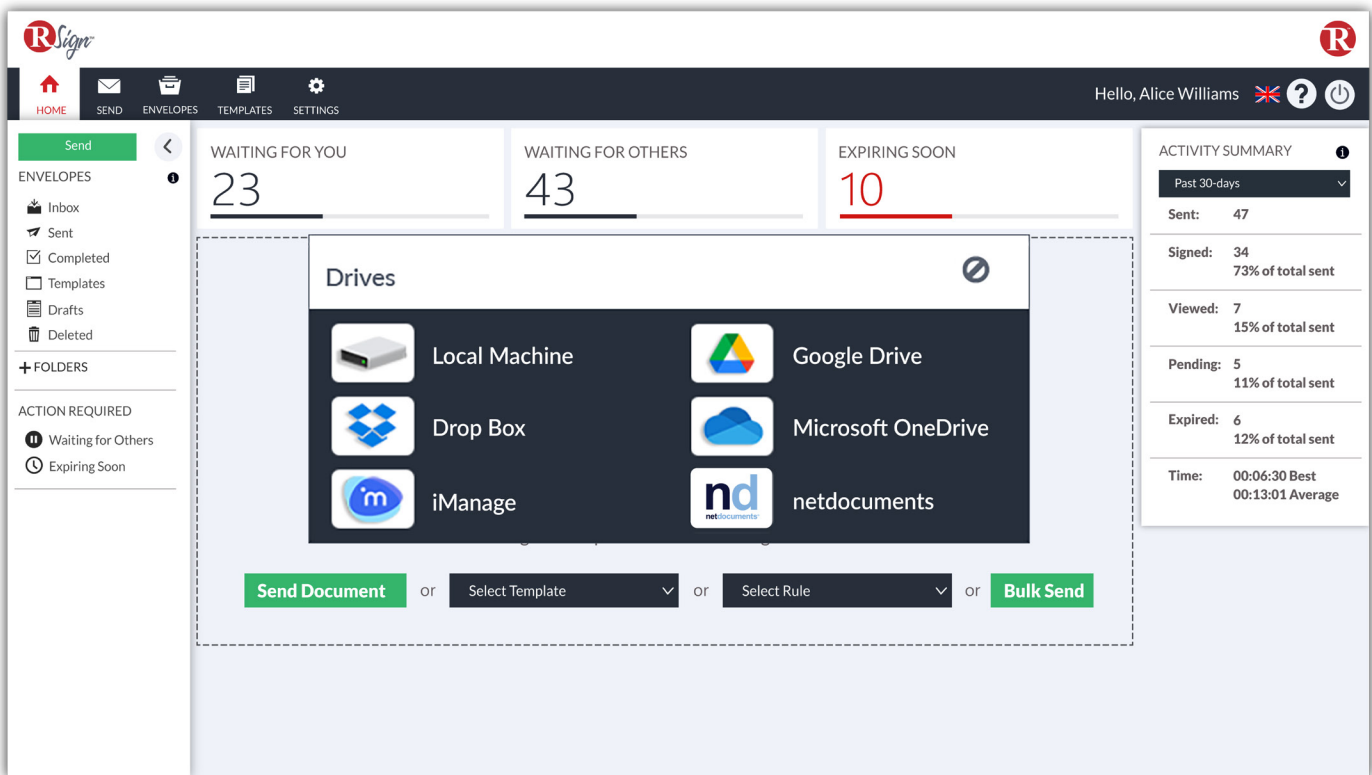 RSign™
R
HOME
SEND
ENVELOPES
TEMPLATES
SETTINGS
Hello, Alice Williams
?
Send
ENVELOPES
Inbox
Sent
Completed
Templates
Drafts
Deleted
+ FOLDERS
ACTION REQUIRED
Waiting for Others
Expiring Soon
WAITING FOR YOU
23
WAITING FOR OTHERS
43
EXPIRING SOON
10
Drives
Local Machine
Google Drive
Drop Box
Microsoft OneDrive
im
iManage
nd
netdocuments
netdocuments
Send Document
or
Select Template
or
Select Rule
or
Bulk Send
ACTIVITY SUMMARY
Past 30-days
Sent: 47
Signed: 34
73% of total sent
Viewed: 7
15% of total sent
Pending: 5
11% of total sent
Expired: 6
12% of total sent
Time: 00:06:30 Best
00:13:01 Average